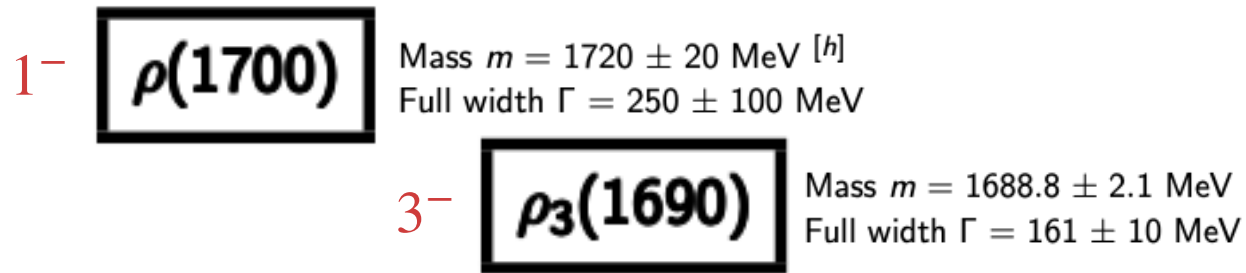 1⁻ ρ(1700) Mass m = 1720 ± 20 MeV [h]
Full width Γ = 250 ± 100 MeV
3⁻ ρ₃(1690) Mass m = 1688.8 ± 2.1 MeV
Full width Γ = 161 ± 10 MeV